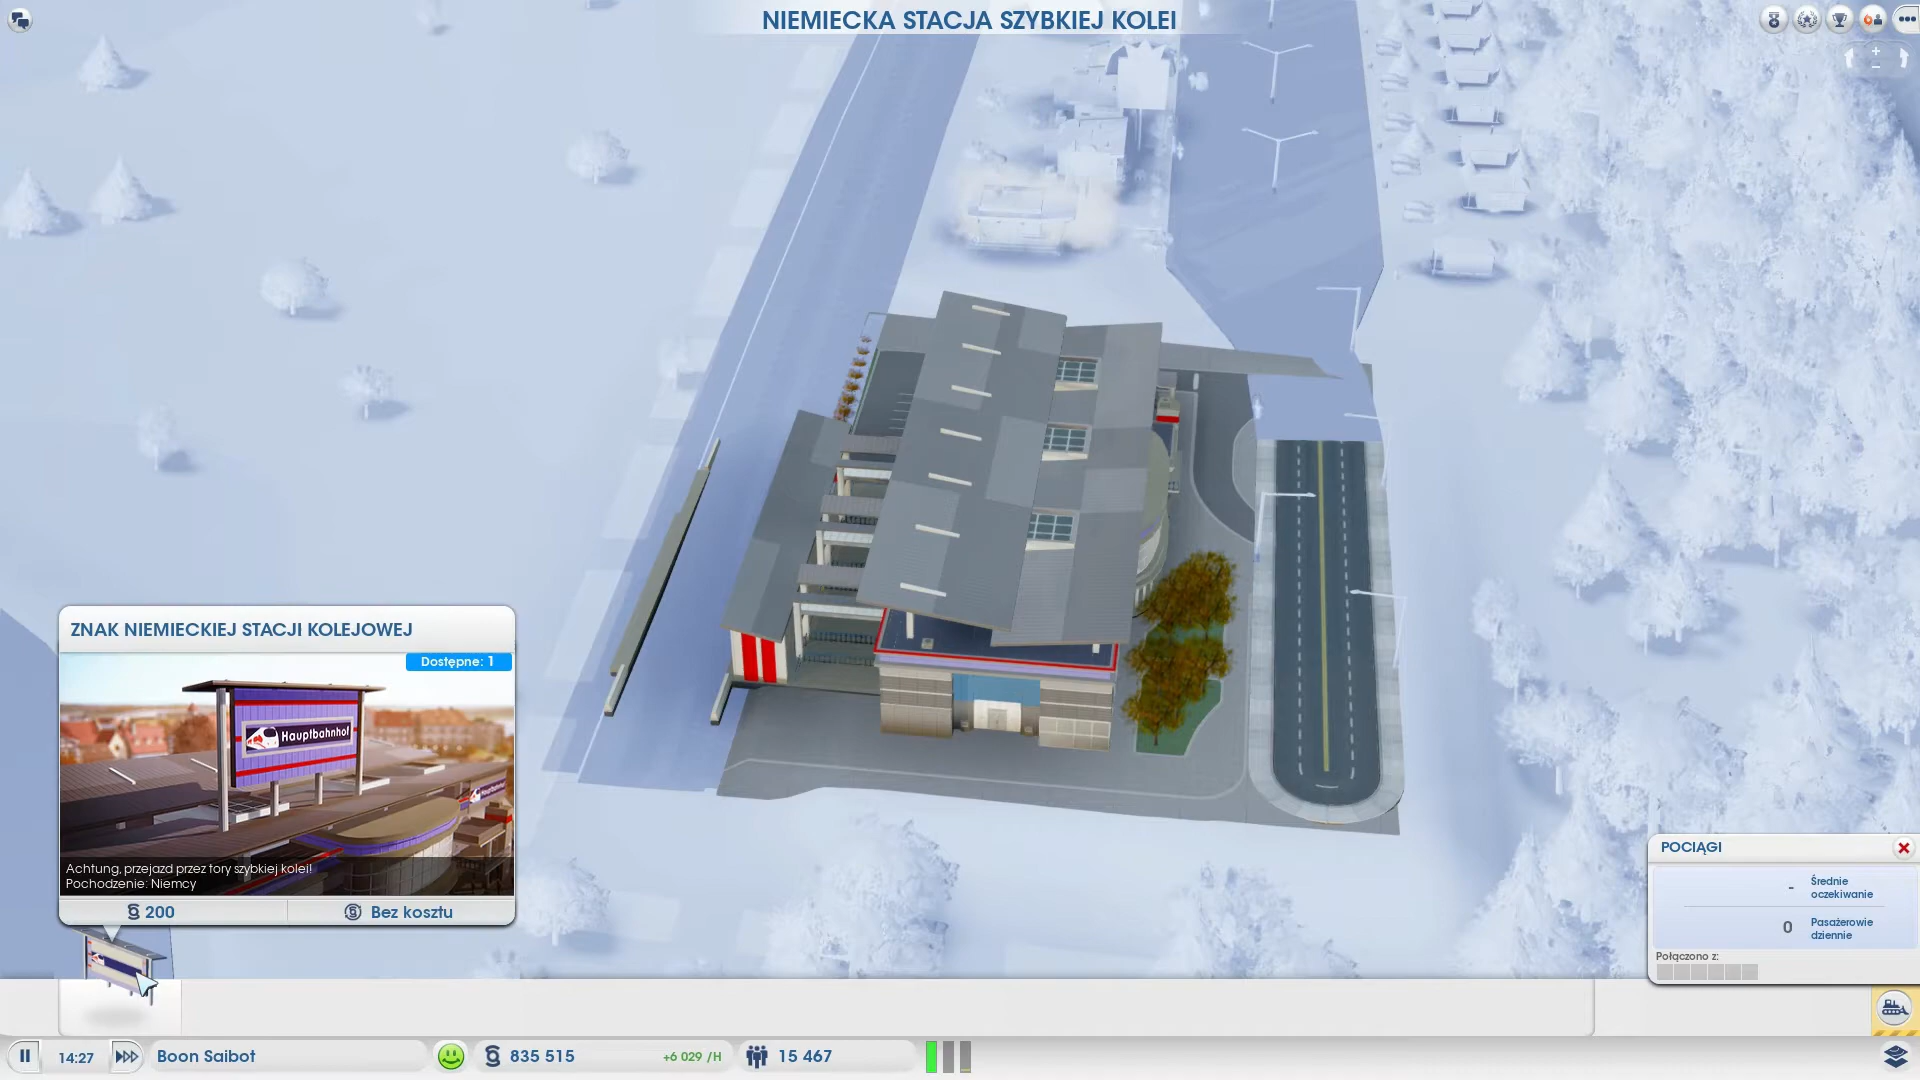 NIEMIECKA STACJA SZYBKIEJ KOLEI
ZNAK NIEMIECKIEJ STACJI KOLEJOWEJ
Dostępne: 1
Hauptbahnhof
Hauptbahnhof
Achtung, przejazd przez tory szybkiej kolei!
Pochodzenie: Niemcy
200
Bez kosztu
POCIĄGI
- Średnie
oczekiwanie
0 Pasażerowie
dziennie
Połączono z:
14:27
Boon Saibot
835 515
+6 029 /H
15 467